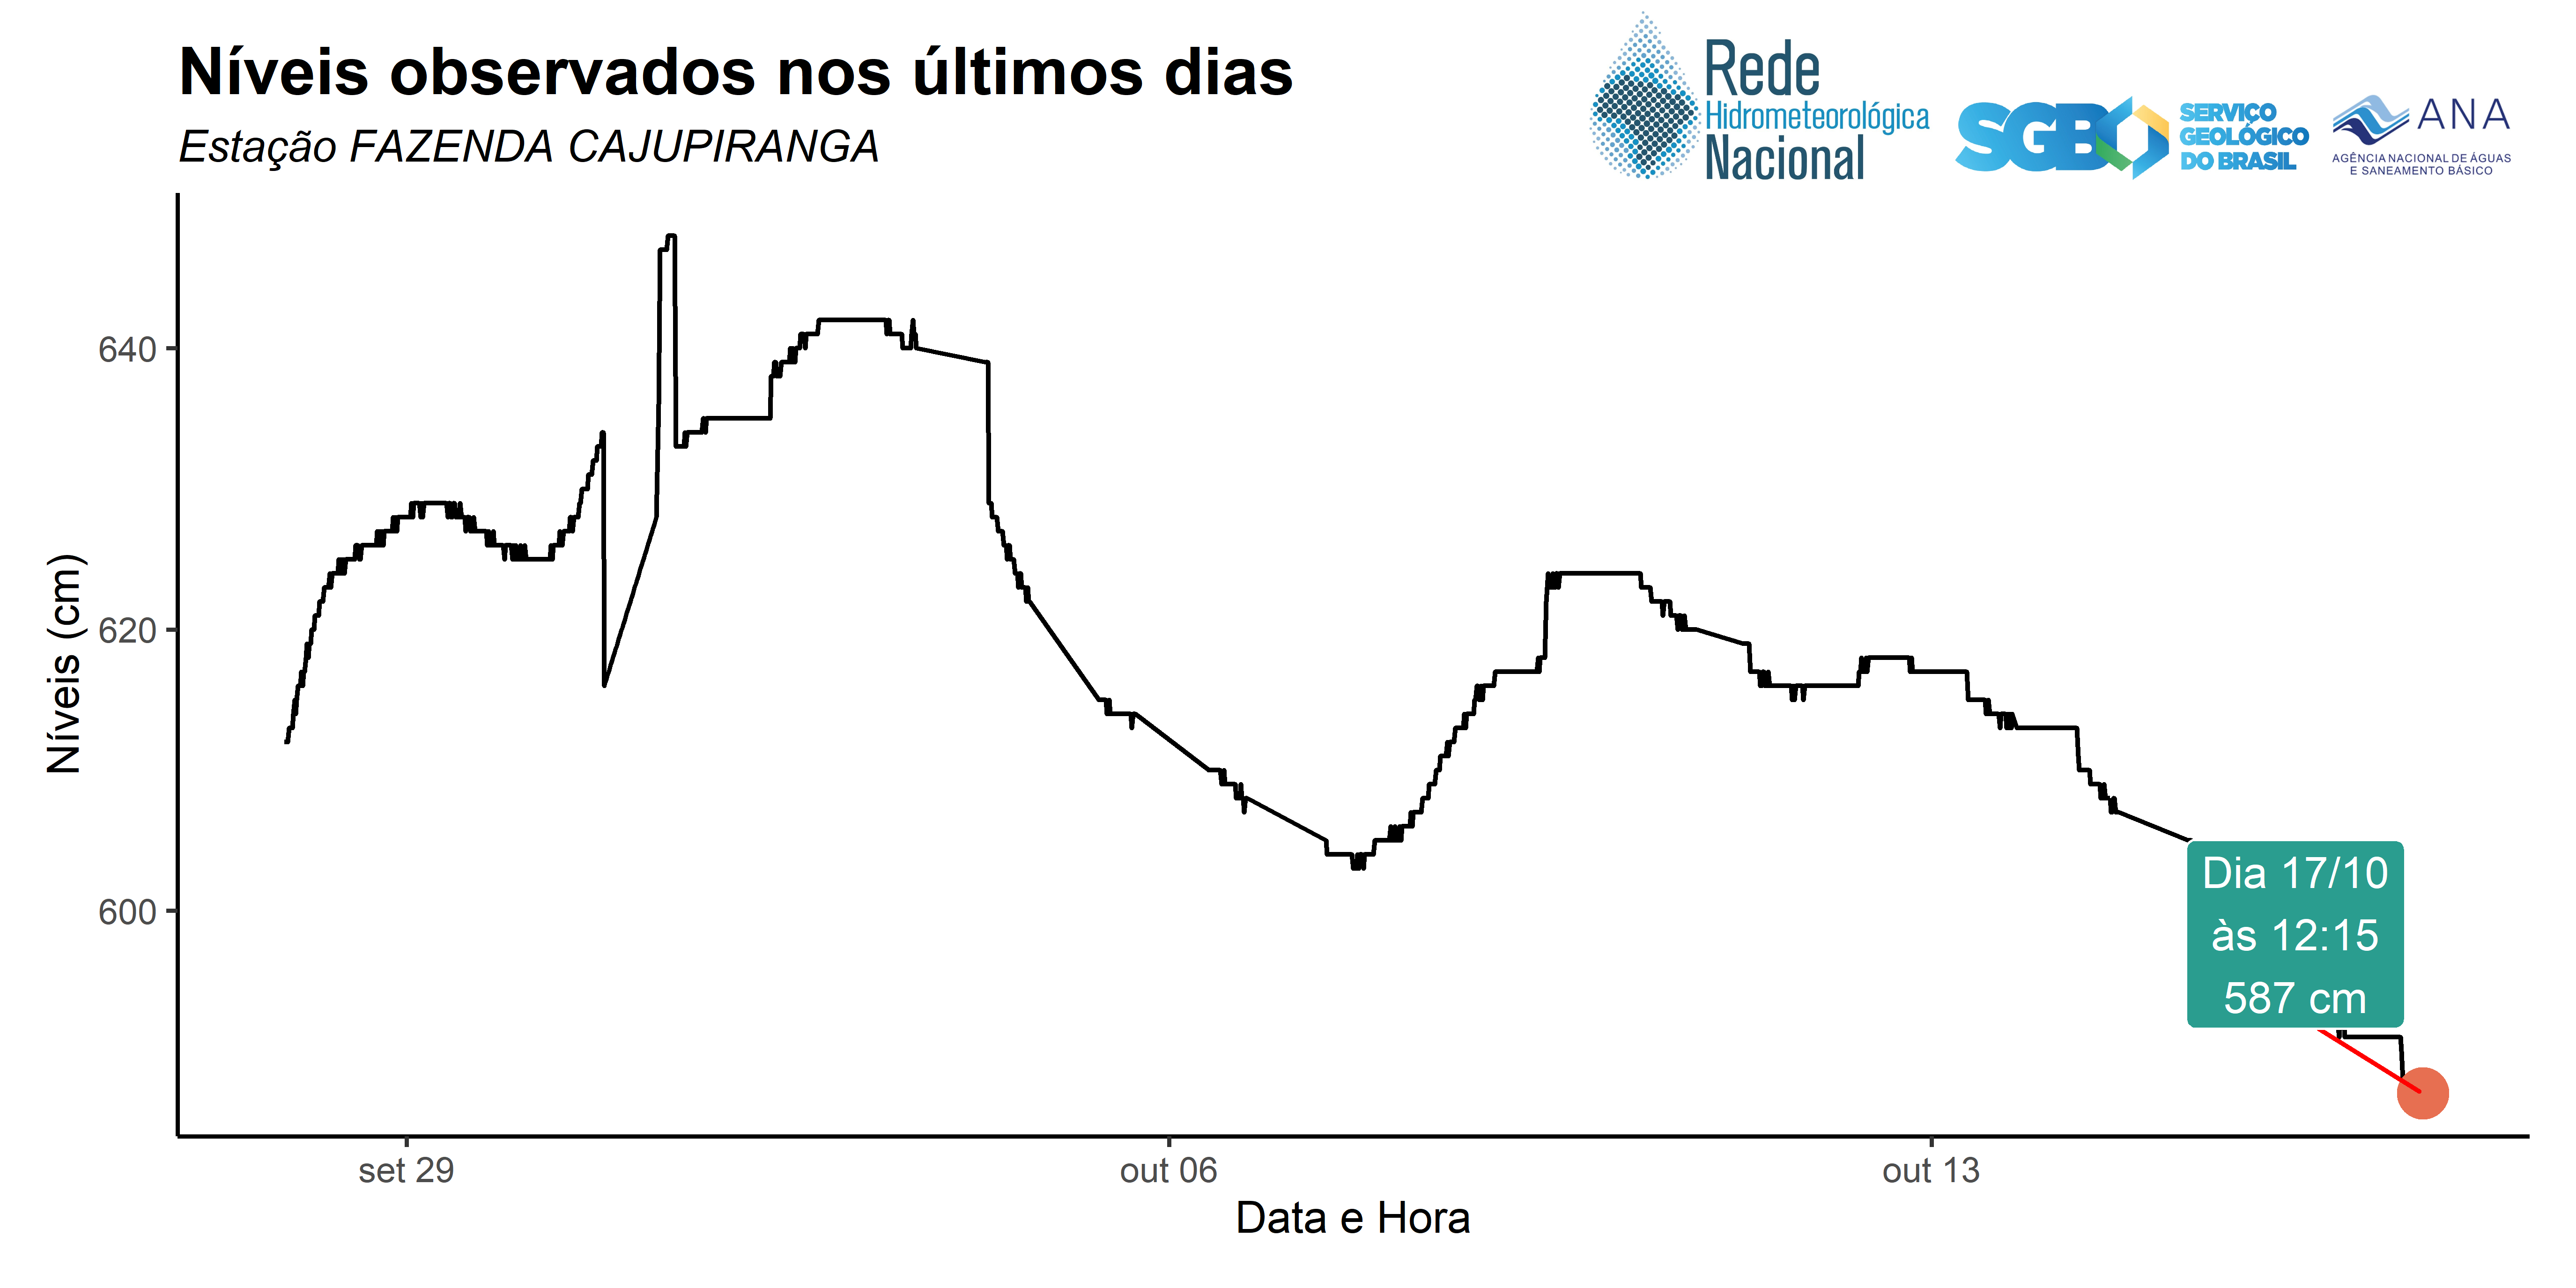 Níveis observados nos últimos dias
Estação FAZENDA CAJUPIRANGA
Rede
Hidrometeorológica
Nacional
SGB
SERVIÇO
GEOLÓGICO
DO BRASIL
ANA
AGÊNCIA NACIONAL DE ÁGUAS
E SANEAMENTO BÁSICO
Níveis (cm)
640
620
600
Dia 17/10
às 12:15
587 cm
set 29
out 06
out 13
Data e Hora